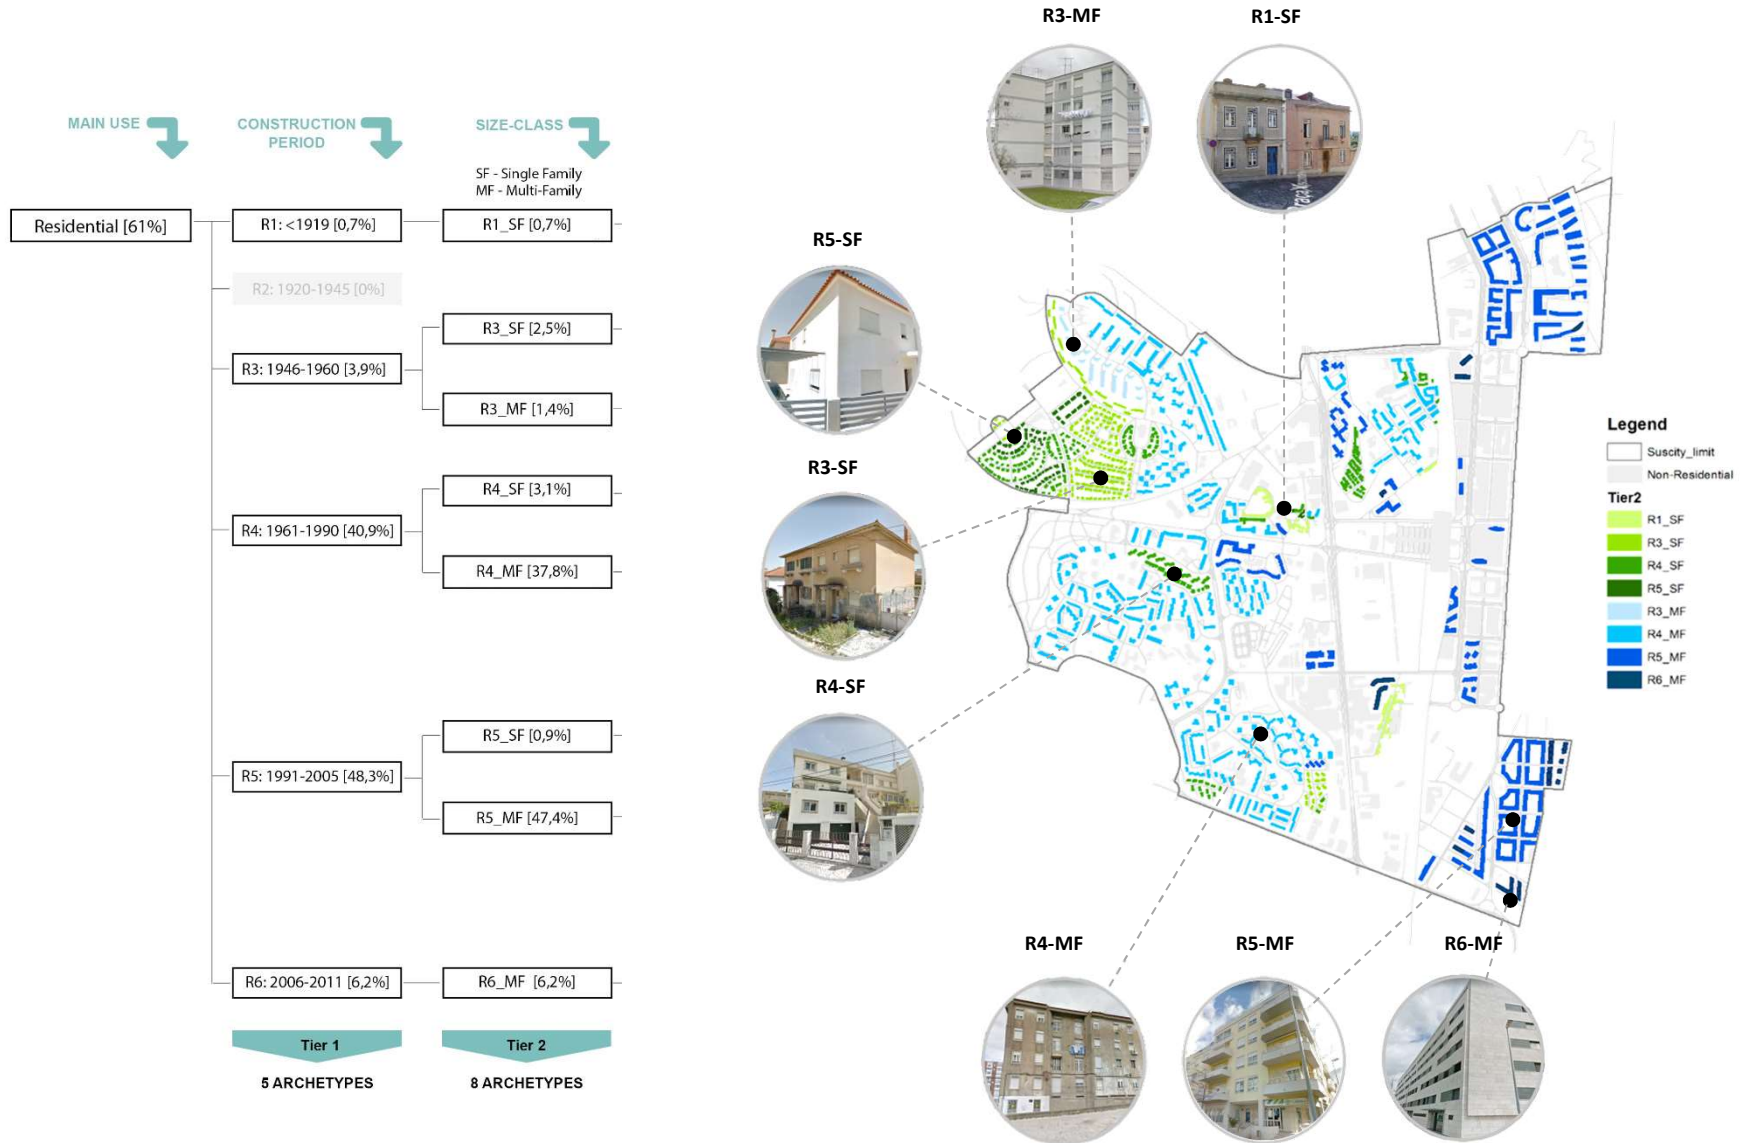 MAIN USE
CONSTRUCTION
PERIOD
SIZE-CLASS
SF - Single Family
MF - Multi-Family
Residential [61%]
R1: <1919 [0,7%]
R1_SF [0,7%]
R2: 1920-1945 [0%]
R3_SF [2,5%]
R3: 1946-1960 [3,9%]
R3_MF [1,4%]
R4_SF [3,1%]
R4: 1961-1990 [40,9%]
R4_MF [37,8%]
R5_SF [0,9%]
R5: 1991-2005 [48,3%]
R5_MF [47,4%]
R6: 2006-2011 [6,2%]
R6_MF [6,2%]
Tier 1
Tier 2
5 ARCHETYPES
8 ARCHETYPES
R3-MF
R1-SF
R5-SF
R3-SF
R4-SF
R4-MF
R5-MF
R6-MF
Legend
Suscity_limit
Non-Residential
Tier2
R1_SF
R3_SF
R4_SF
R5_SF
R3_MF
R4_MF
R5_MF
R6_MF